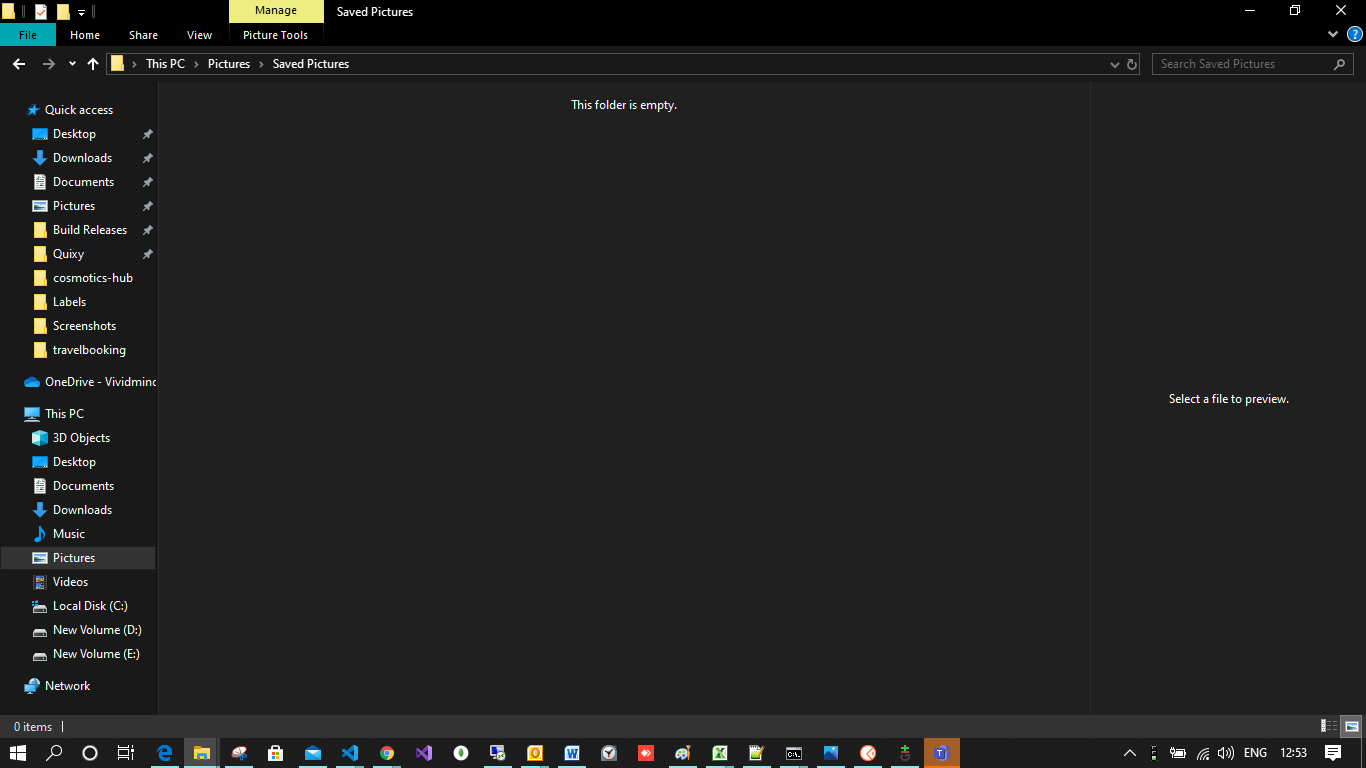 Manage
Saved Pictures
File
Home
Share
View
Picture Tools
This PC
Pictures
Saved Pictures
Search Saved Pictures
This folder is empty.
Select a file to preview.
Quick access
Desktop
Downloads
Documents
Pictures
Build Releases
Quixy
cosmotics-hub
Labels
Screenshots
travelbooking
OneDrive - Vividminc
This PC
3D Objects
Desktop
Documents
Downloads
Music
Pictures
Videos
Local Disk (C:)
New Volume (D:)
New Volume (E:)
Network
0 items
ENG
12:53